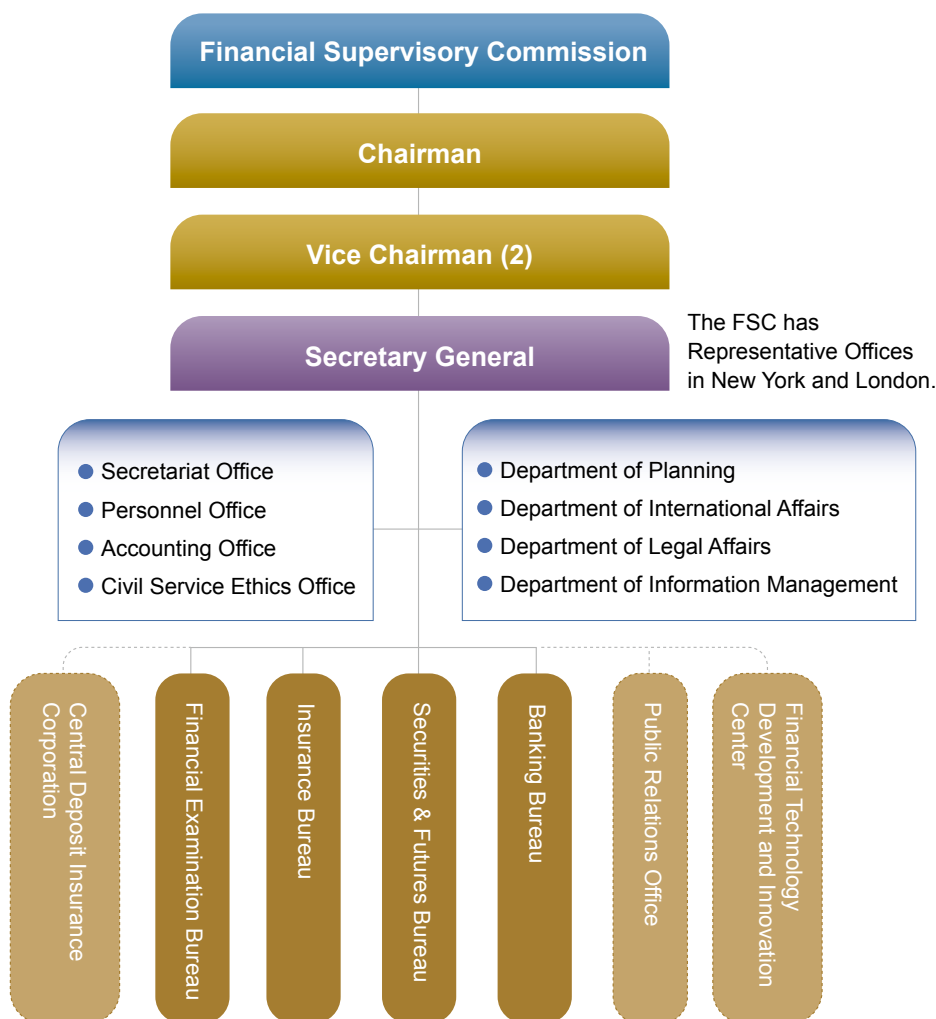 Financial Supervisory Commission
Chairman
Vice Chairman (2)
Secretary General
The FSC has
Representative Offices
in New York and London.
Secretariat Office
Personnel Office
Accounting Office
Civil Service Ethics Office
Department of Planning
Department of International Affairs
Department of Legal Affairs
Department of Information Management
Central Deposit Insurance
Corporation
Financial Examination Bureau
Insurance Bureau
Securities & Futures Bureau
Banking Bureau
Public Relations Office
Financial Technology
Development and Innovation
Center